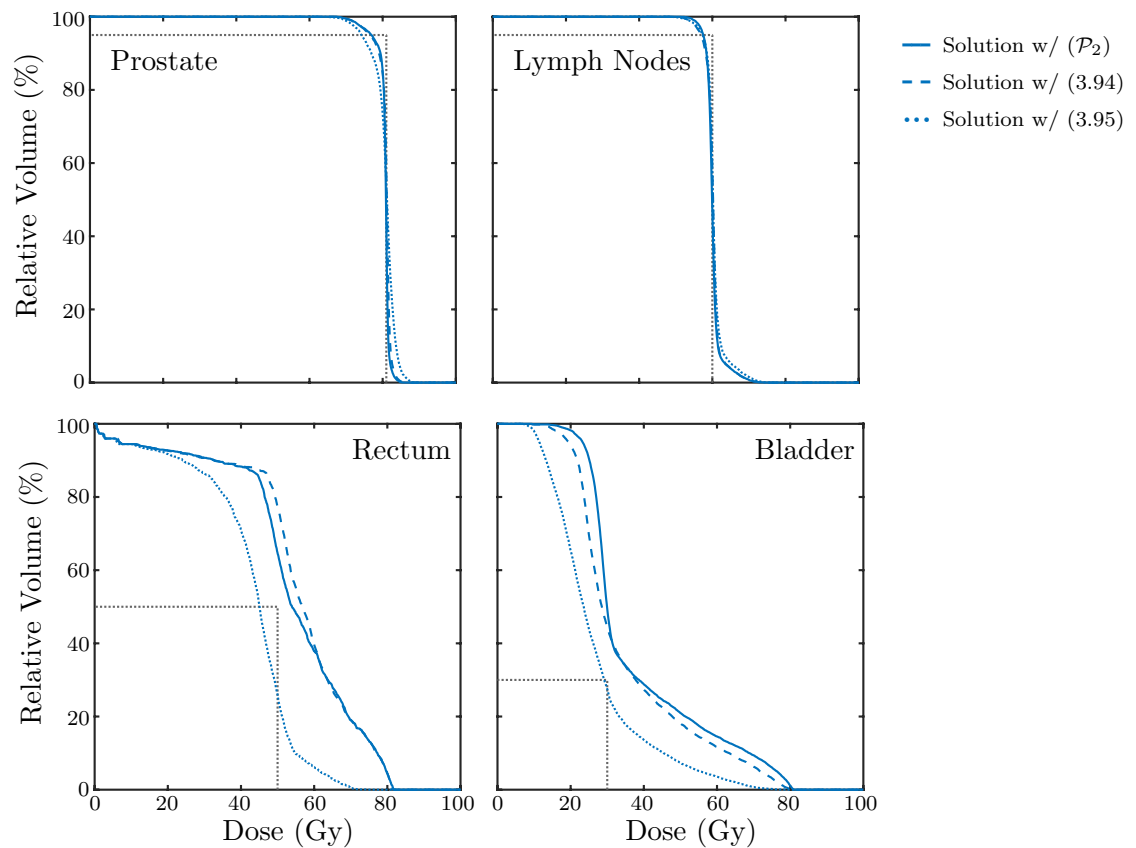 100
80
60
40
20
0
Relative Volume (%)
Prostate
Lymph Nodes
Solution w/ (𝒫₂)
Solution w/ (3.94)
Solution w/ (3.95)
100
80
60
40
20
0
Relative Volume (%)
Rectum
Bladder
0 20 40 60 80 100
0 20 40 60 80 100
Dose (Gy)
Dose (Gy)